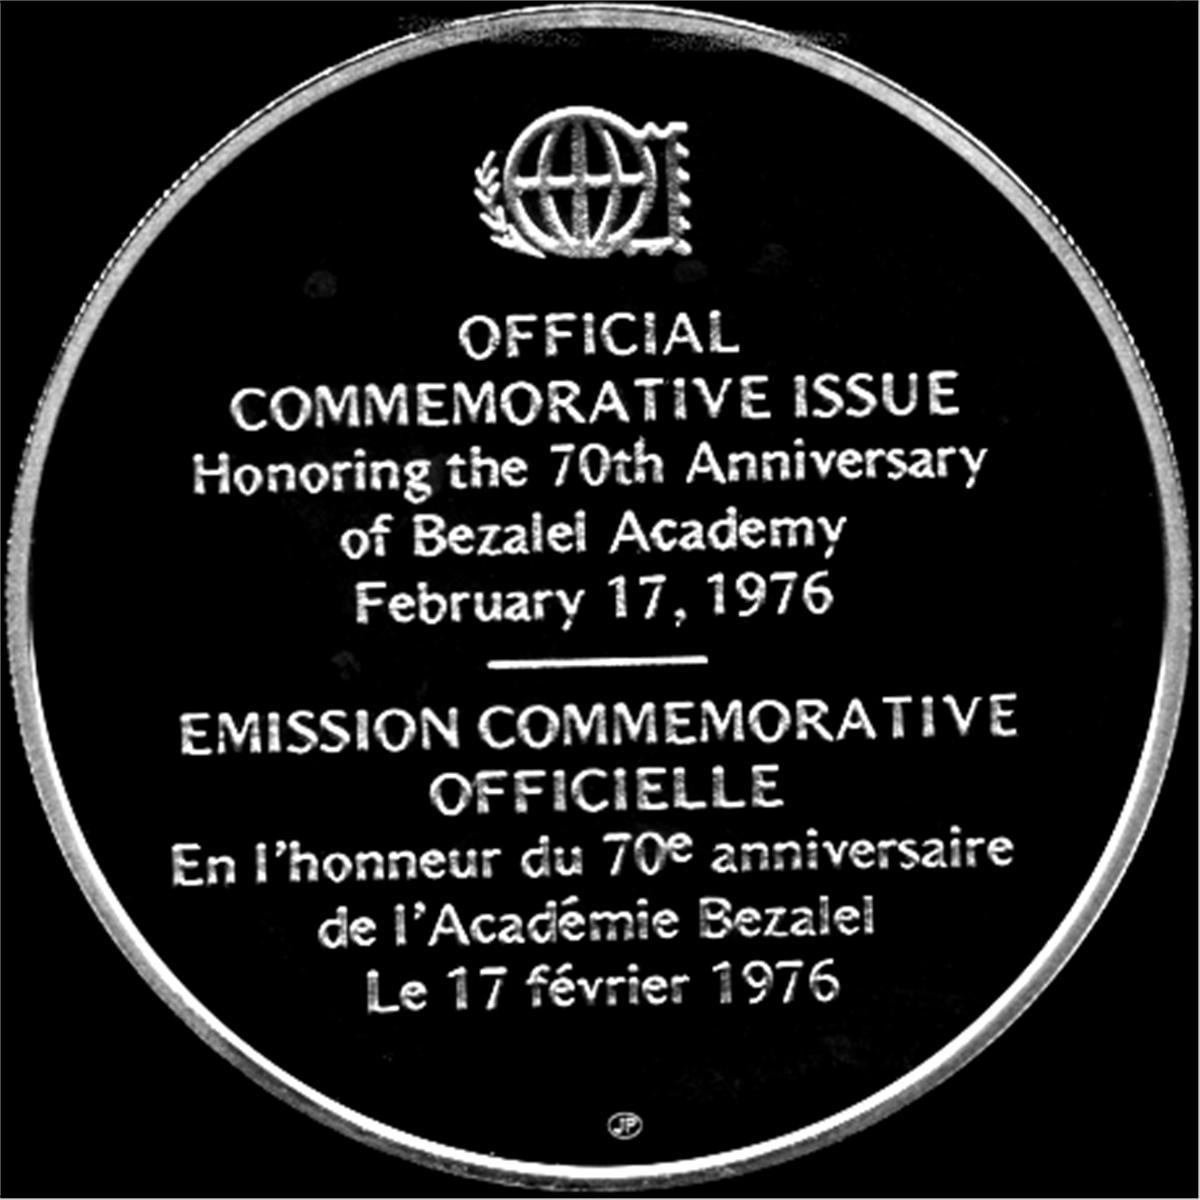 OFFICIAL
COMMEMORATIVE ISSUE
Honoring the 70th Anniversary
of Bezalel Academy
February 17, 1976
EMISSION COMMEMORATIVE
OFFICIELLE
En l'honneur du 70e anniversaire
de l'Académie Bezalel
Le 17 février 1976
JP